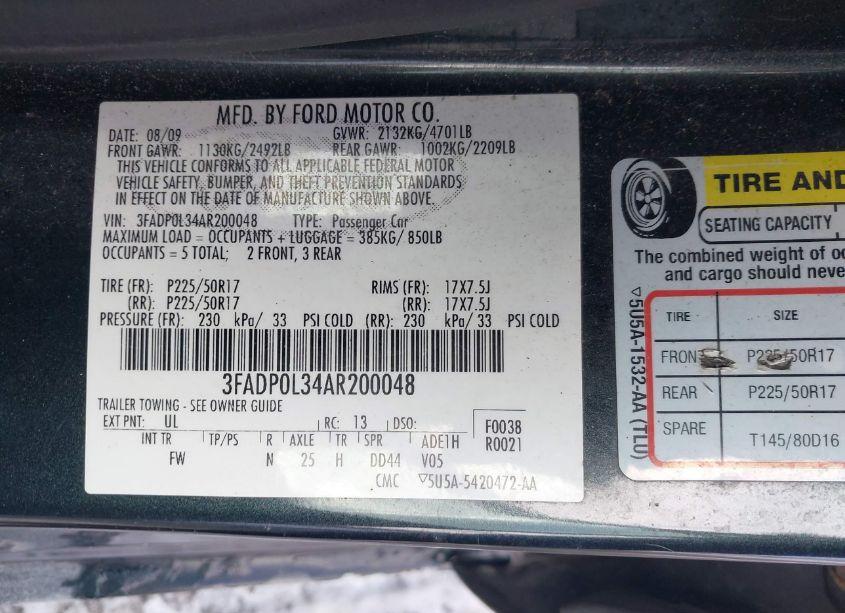 MFD. BY FORD MOTOR CO.
DATE: 08/09 GVWR: 2132KG/4701LB
FRONT GAWR: 1130KG/2492LB REAR GAWR: 1002KG/2209LB
THIS VEHICLE CONFORMS TO ALL APPLICABLE FEDERAL MOTOR
VEHICLE SAFETY, BUMPER, AND THEFT PREVENTION STANDARDS
IN EFFECT ON THE DATE OF MANUFACTURE SHOWN ABOVE.
VIN: 3FADP0L34AR200048 TYPE: Passenger Car
MAXIMUM LOAD = OCCUPANTS + LUGGAGE = 385KG/ 850LB
OCCUPANTS = 5 TOTAL; 2 FRONT, 3 REAR
TIRE (FR): P225/50R17 RIMS (FR): 17X7.5J
(RR): P225/50R17 (RR): 17X7.5J
PRESSURE (FR): 230 kPa/ 33 PSI COLD (RR): 230 kPa/ 33 PSI COLD
3FADP0L34AR200048
TRAILER TOWING - SEE OWNER GUIDE
EXT PNT: UL RC: 13 DSO: F0038
R0021
INT TR TP/PS R AXLE TR SPR ADE1H
FW N 25 H DD44 V05
CMC ▽5U5A-5420472-AA
TIRE AND
SEATING CAPACITY
The combined weight of oc
and cargo should neve
▽5U5A-1532-AA (TL0)
TIRE SIZE
FRONT P225/50R17
REAR P225/50R17
SPARE T145/80D16